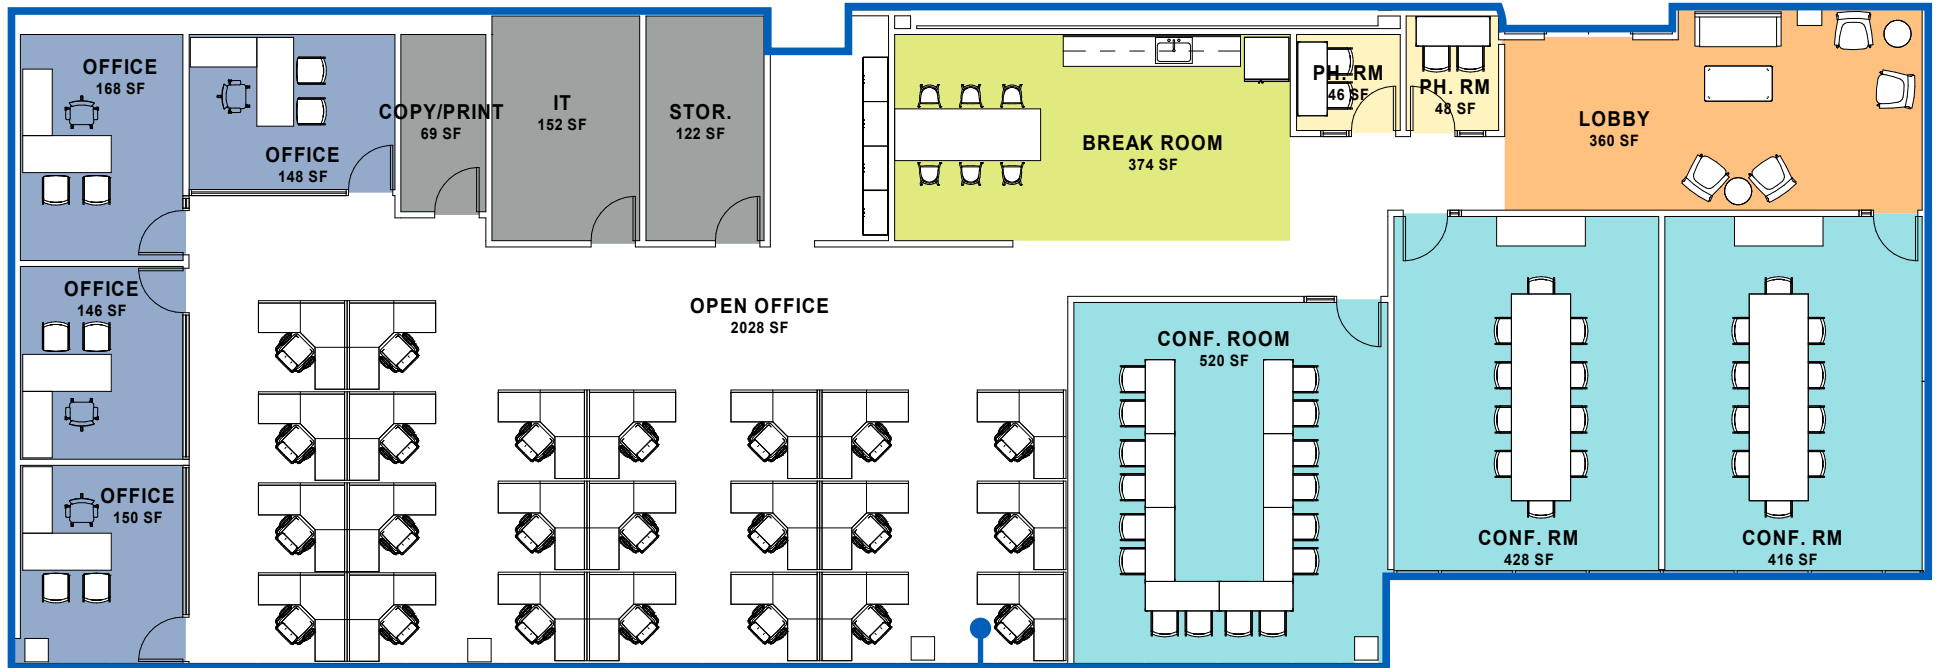 OFFICE
168 SF
OFFICE
148 SF
COPY/PRINT
69 SF
IT
152 SF
STOR.
122 SF
BREAK ROOM
374 SF
PH. RM
46 SF
PH. RM
48 SF
LOBBY
360 SF
OFFICE
146 SF
OPEN OFFICE
2028 SF
CONF. ROOM
520 SF
OFFICE
150 SF
CONF. RM
428 SF
CONF. RM
416 SF